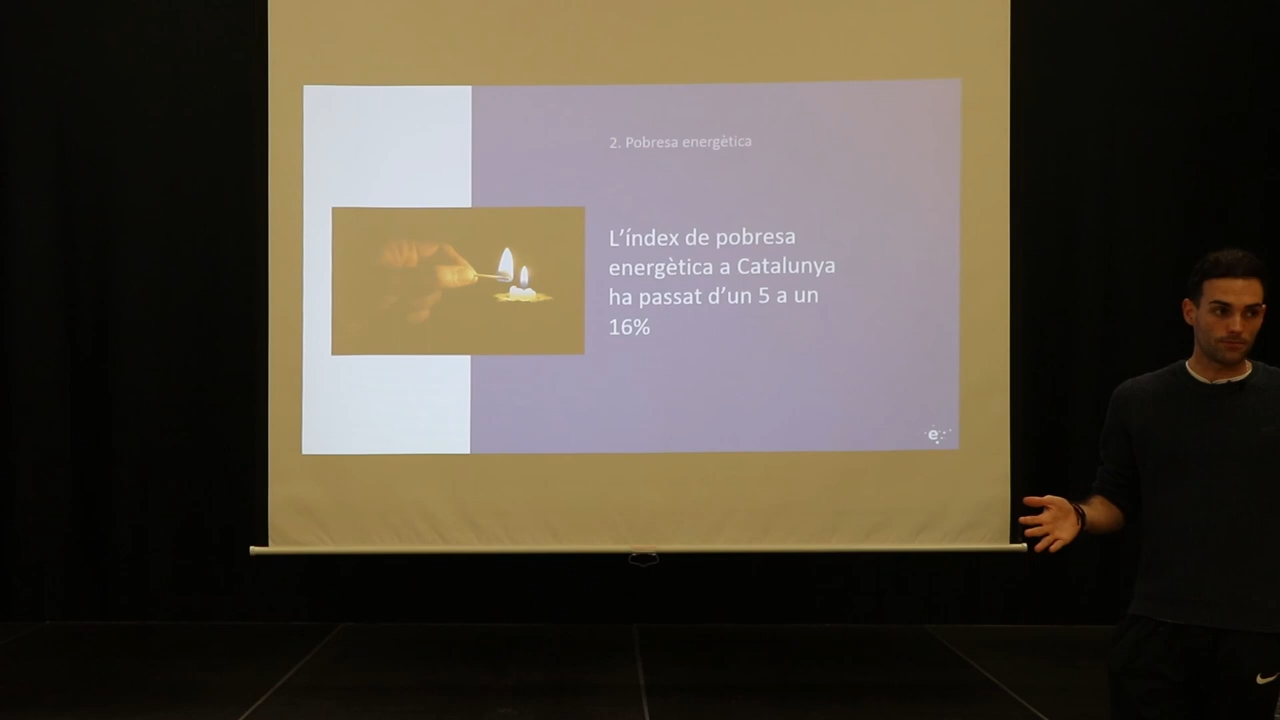 2. Pobresa energètica
L’índex de pobresa
energètica a Catalunya
ha passat d’un 5 a un
16%
e